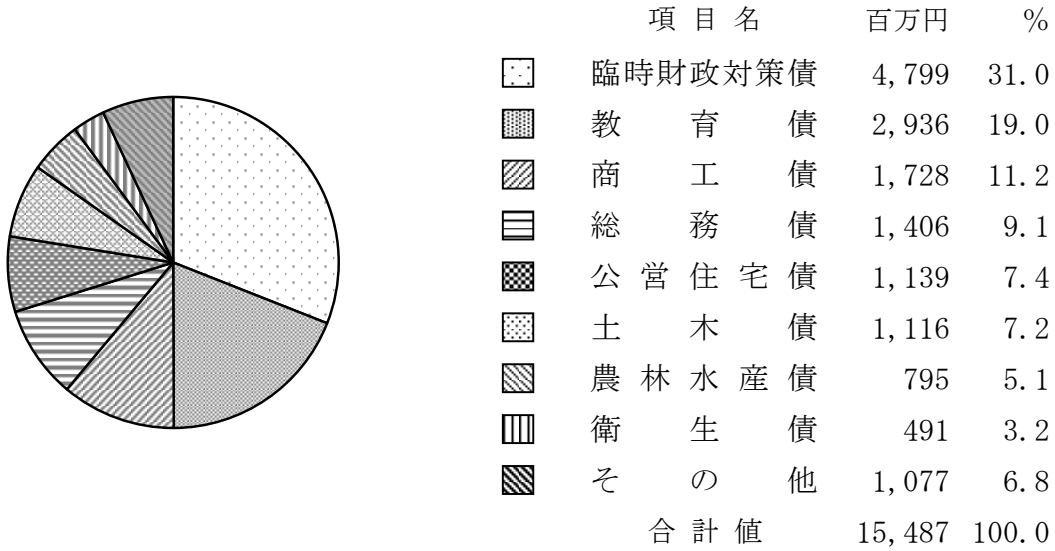 項目名 百万円 %
臨時財政対策債 4,799 31.0
教育債 2,936 19.0
商工債 1,728 11.2
総務債 1,406 9.1
公営住宅債 1,139 7.4
土木債 1,116 7.2
農林水産債 795 5.1
衛生債 491 3.2
その他 1,077 6.8
合計値 15,487 100.0